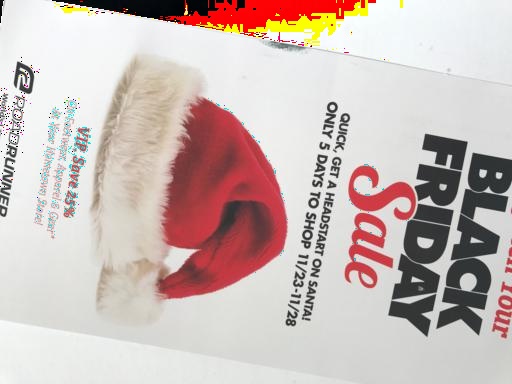 Your
BLACK
FRIDAY
Sale
QUICK, GET A HEADSTART ON SANTA!
ONLY 5 DAYS TO SHOP 11/23-11/28
VIP Save 25%
ROADRUNNER